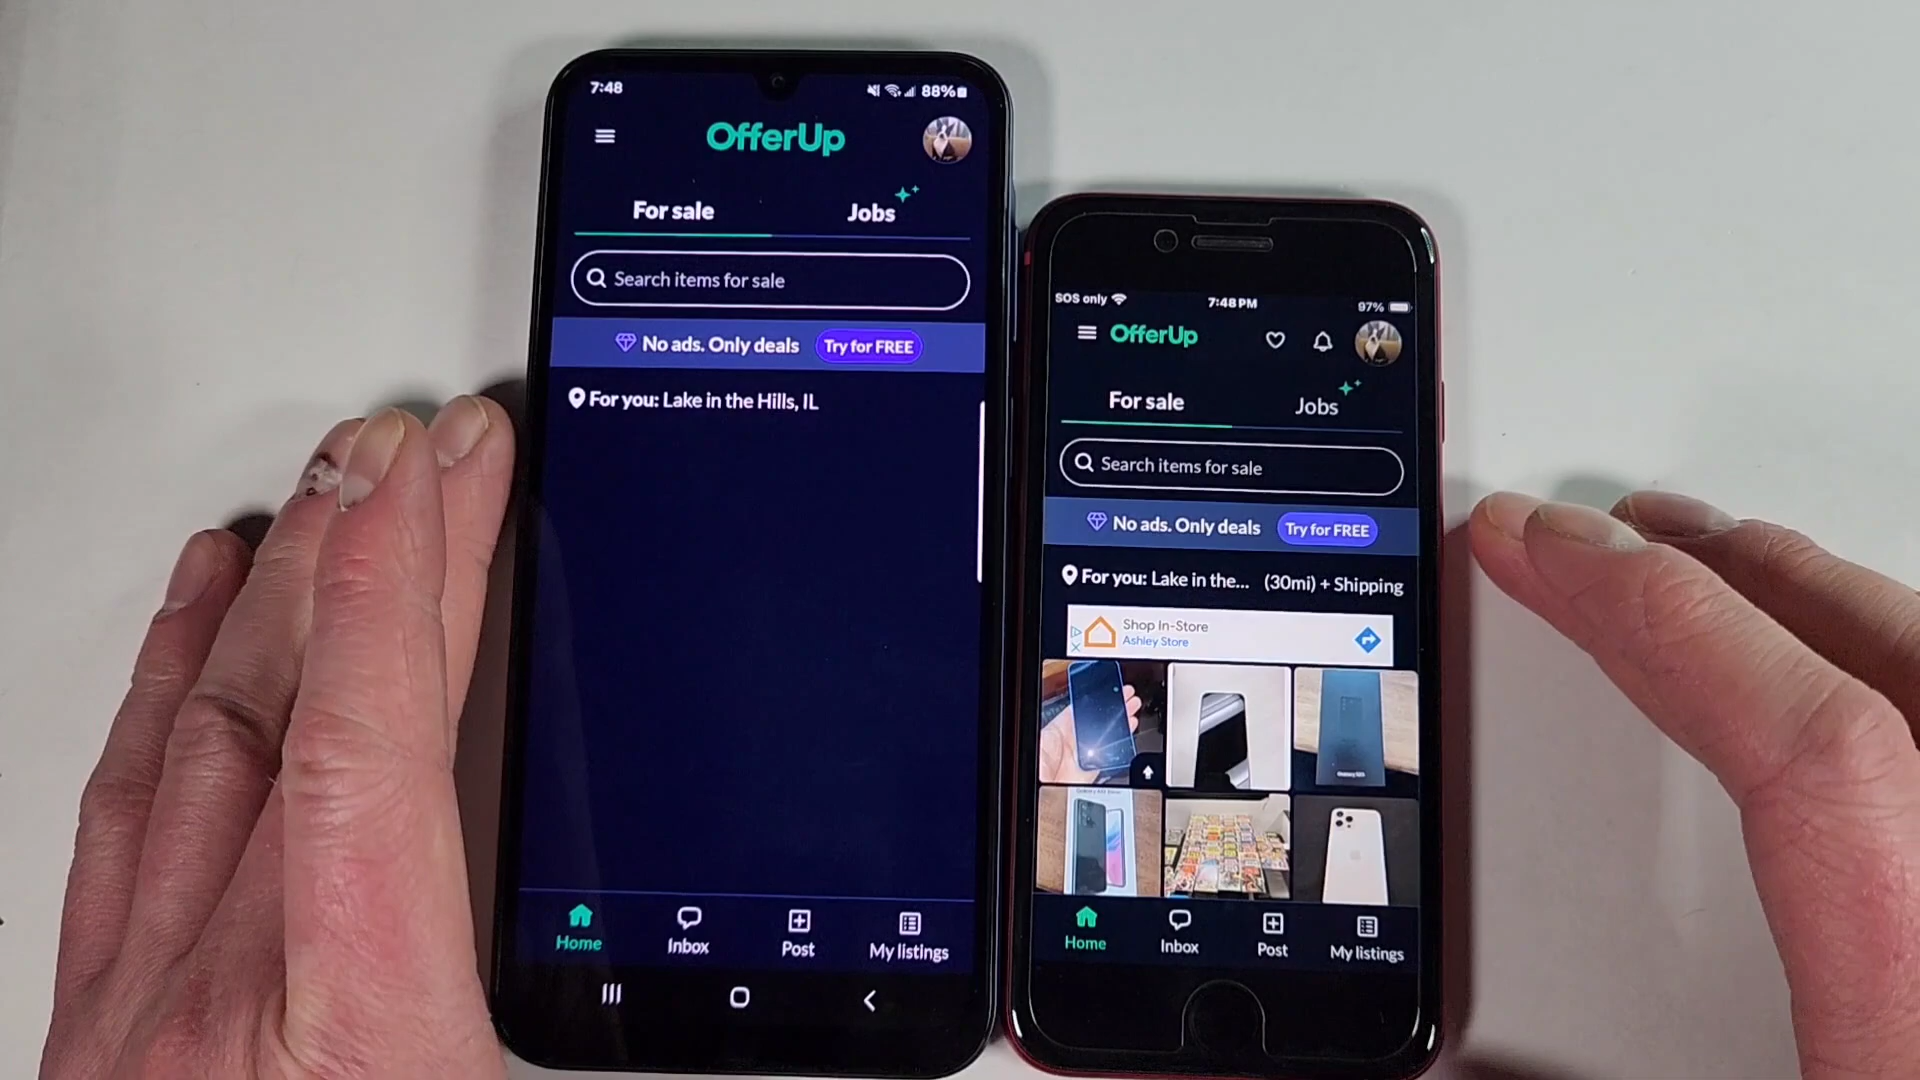 7:48
88%
OfferUp
For sale
Jobs
Search items for sale
No ads. Only deals
Try for FREE
For you: Lake in the Hills, IL
Home
Inbox
Post
My listings
SOS only
7:48 PM
97%
OfferUp
For sale
Jobs
Search items for sale
No ads. Only deals
Try for FREE
For you: Lake in the... (30mi) + Shipping
Shop In-Store
Ashley Store
Home
Inbox
Post
My listings